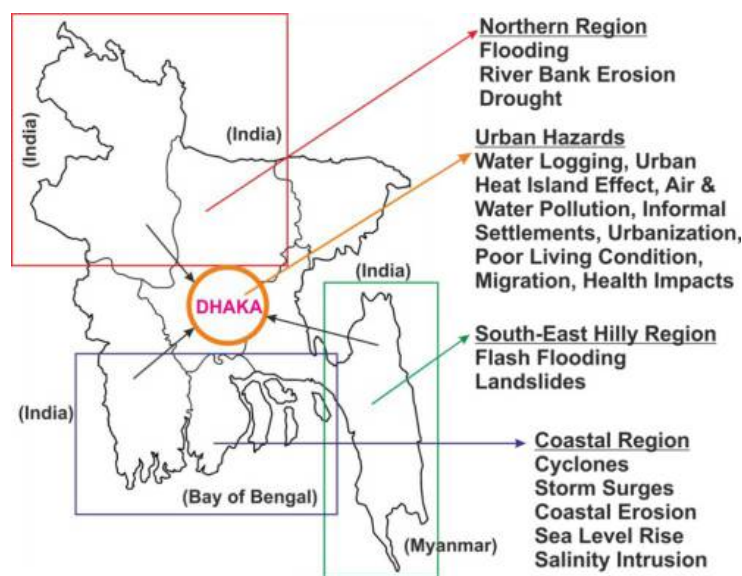 Northern Region
Flooding
River Bank Erosion
Drought
(India)
(India)
Urban Hazards
Water Logging, Urban
Heat Island Effect, Air &
Water Pollution, Informal
Settlements, Urbanization,
Poor Living Condition,
Migration, Health Impacts
(India)
DHAKA
South-East Hilly Region
Flash Flooding
Landslides
(India)
Coastal Region
Cyclones
Storm Surges
Coastal Erosion
Sea Level Rise
Salinity Intrusion
(Bay of Bengal)
(Myanmar)